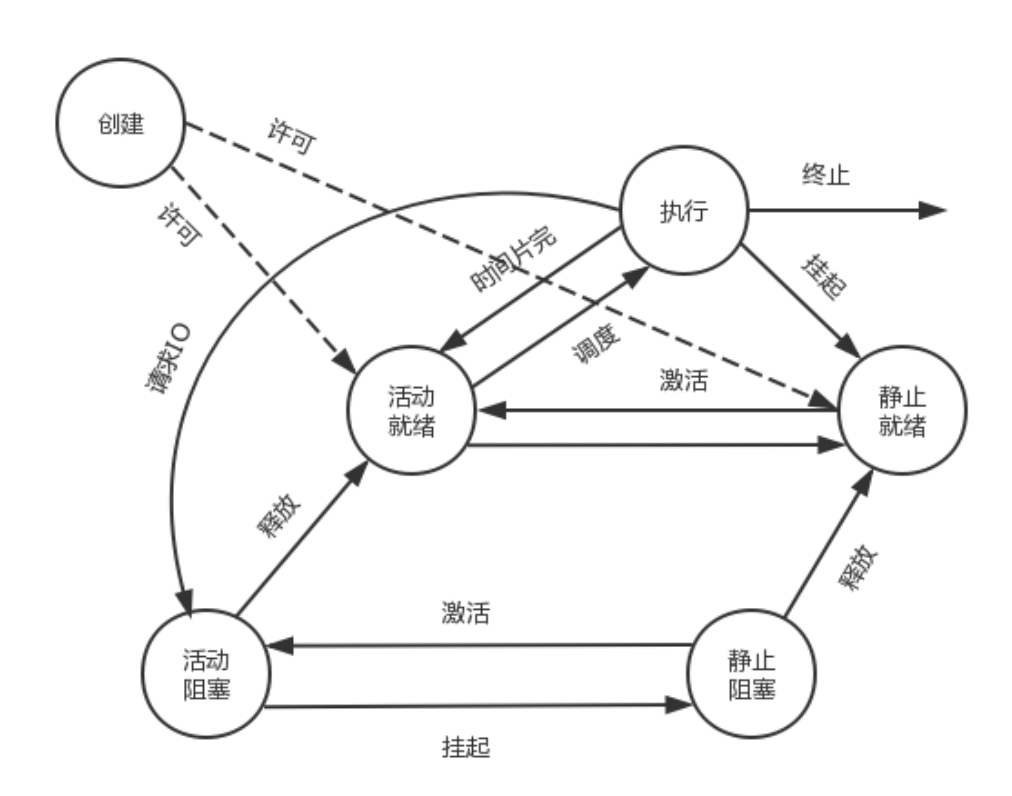 创建
许可
许可
执行
终止
时间片完
挂起
调度
请求IO
激活
活动
就绪
静止
就绪
释放
释放
激活
活动
阻塞
静止
阻塞
挂起